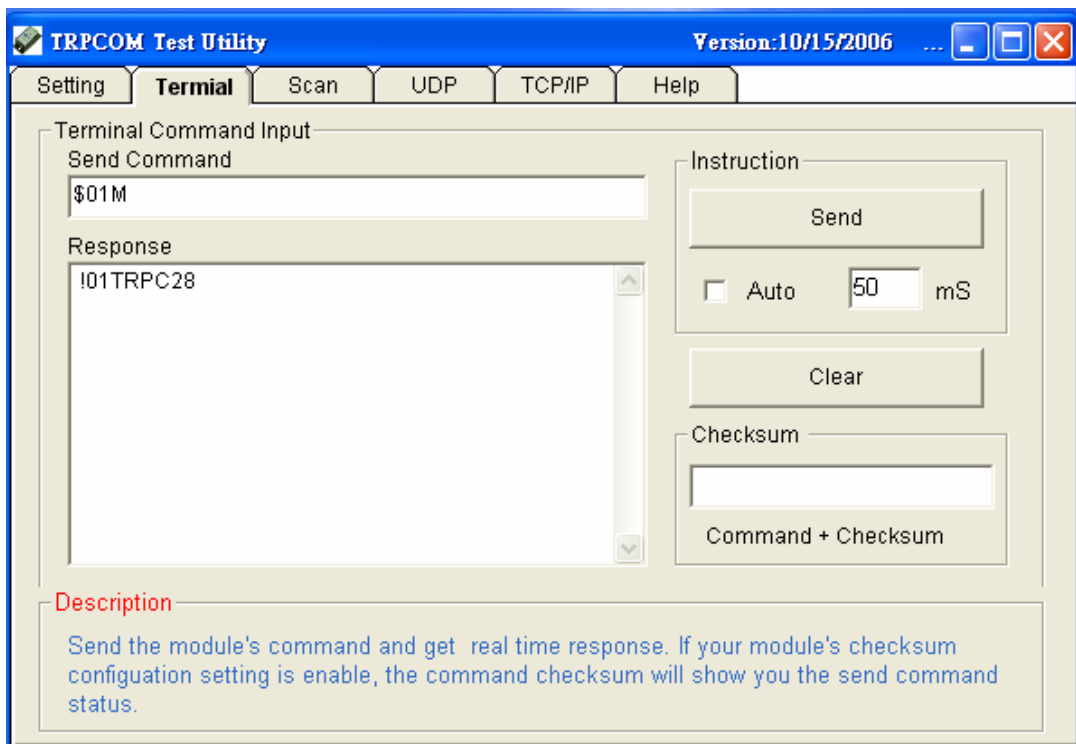 TRPCOM Test Utility Version:10/15/2006 ...
Setting Termial Scan UDP TCP/IP Help
Terminal Command Input
Send Command
$01M
Response
!01TRPC28
Instruction
Send
Auto 50 mS
Clear
Checksum
Command + Checksum
Description
Send the module's command and get real time response. If your module's checksum
configuation setting is enable, the command checksum will show you the send command
status.